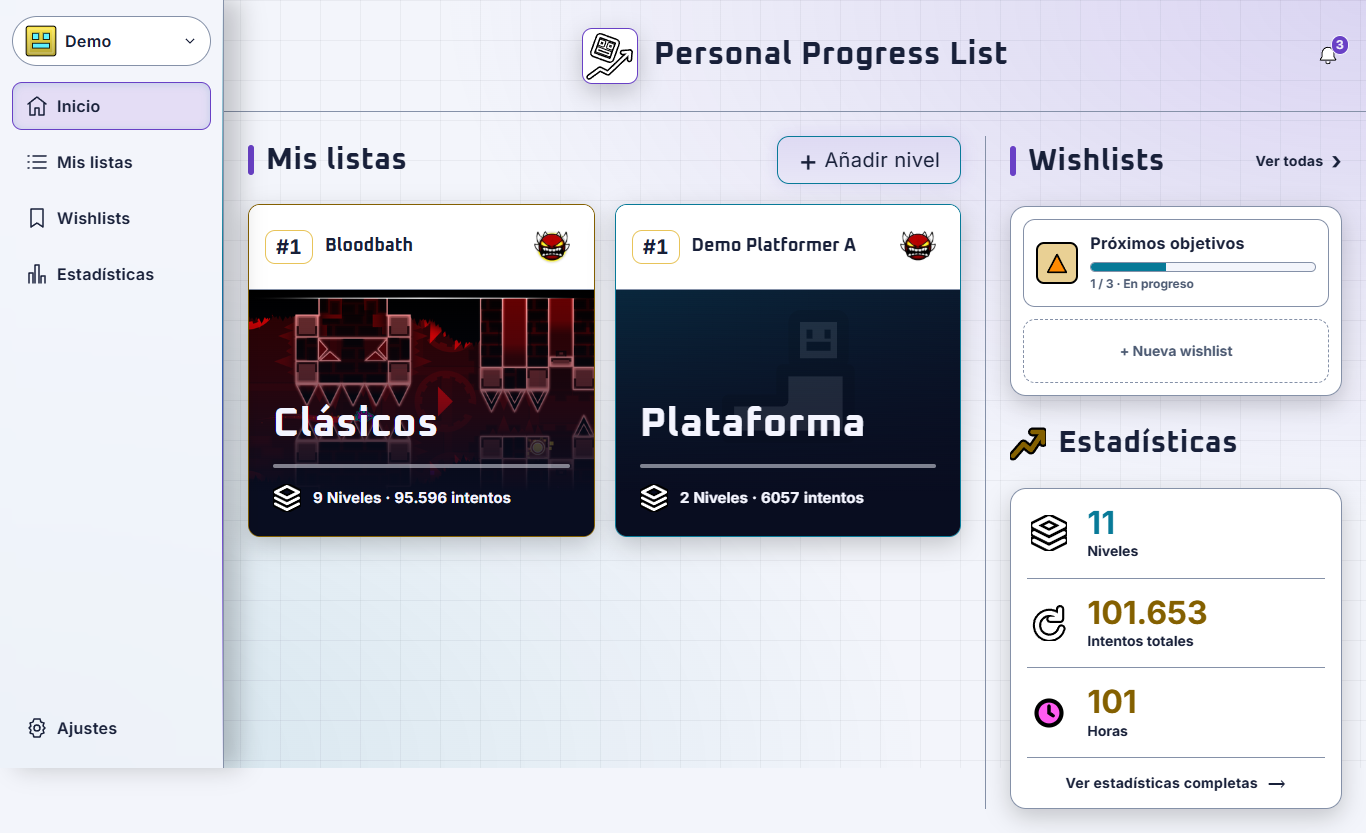 Demo
Inicio
Mis listas
Wishlists
Estadísticas
Ajustes
Personal Progress List
3
Mis listas
+ Añadir nivel
#1 Bloodbath
Clásicos
9 Niveles · 95.596 intentos
#1 Demo Platformer A
Plataforma
2 Niveles · 6057 intentos
Wishlists
Ver todas ›
Próximos objetivos
1 / 3 · En progreso
+ Nueva wishlist
Estadísticas
11
Niveles
101.653
Intentos totales
101
Horas
Ver estadísticas completas →